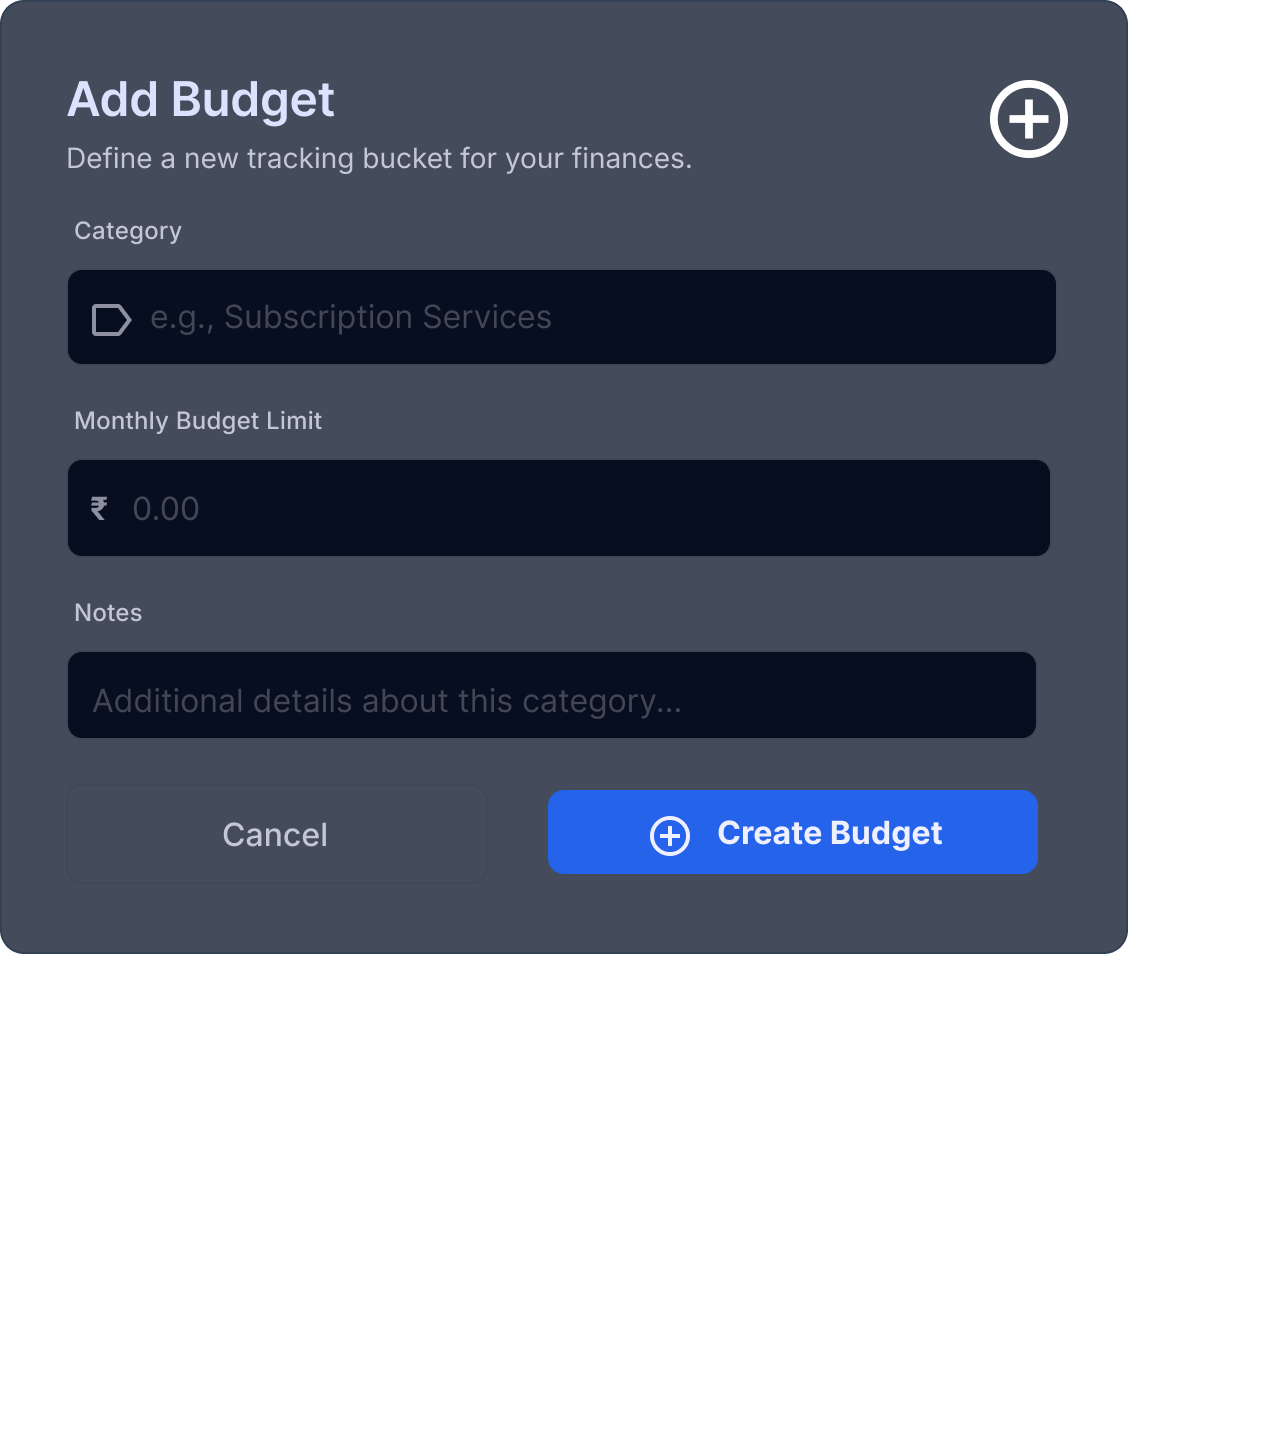 Add Budget
Define a new tracking bucket for your finances.
Category
e.g., Subscription Services
Monthly Budget Limit
₹ 0.00
Notes
Additional details about this category...
Cancel
Create Budget